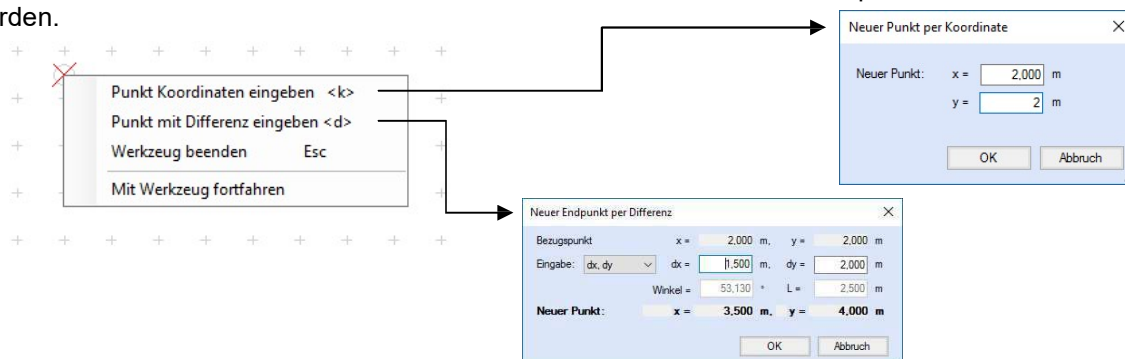 rden.
Punkt Koordinaten eingeben <k>
Punkt mit Differenz eingeben <d>
Werkzeug beenden Esc
Mit Werkzeug fortfahren
Neuer Punkt per Koordinate
Neuer Punkt: x = 2,000 m
y = 2 m
OK Abbruch
Neuer Endpunkt per Differenz
Bezugspunkt x = 2,000 m, y = 2,000 m
Eingabe: dx, dy dx = 1,500 m, dy = 2,000 m
Winkel = 53,130 ° L = 2,500 m
Neuer Punkt: x = 3,500 m, y = 4,000 m
OK Abbruch